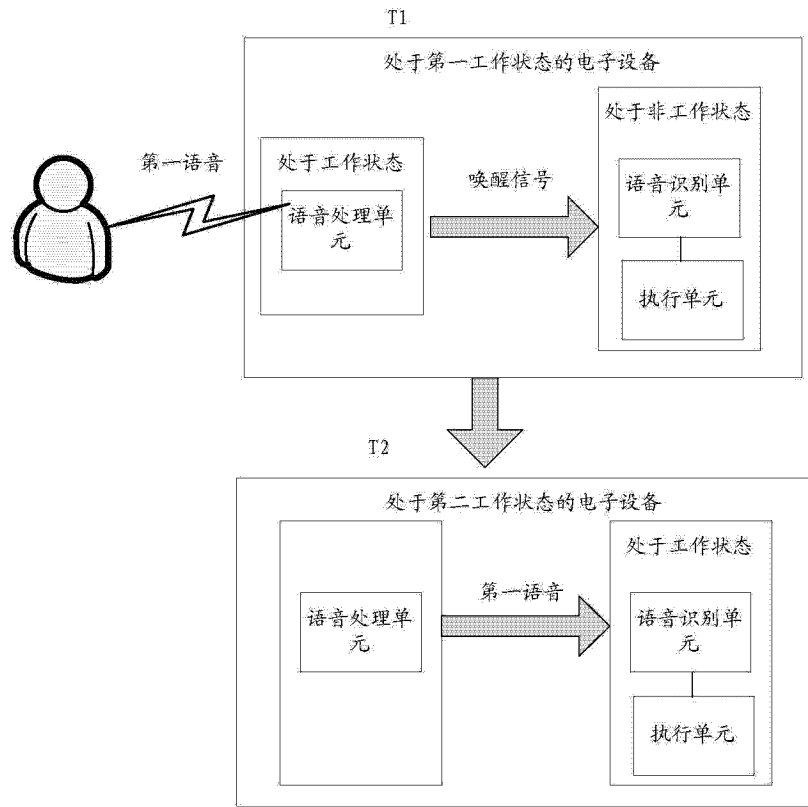 T1
处于第一工作状态的电子设备
第一语音
处于工作状态
语音处理单
元
唤醒信号
处于非工作状态
语音识别单
元
执行单元
T2
处于第二工作状态的电子设备
语音处理单
元
第一语音
处于工作状态
语音识别单
元
执行单元